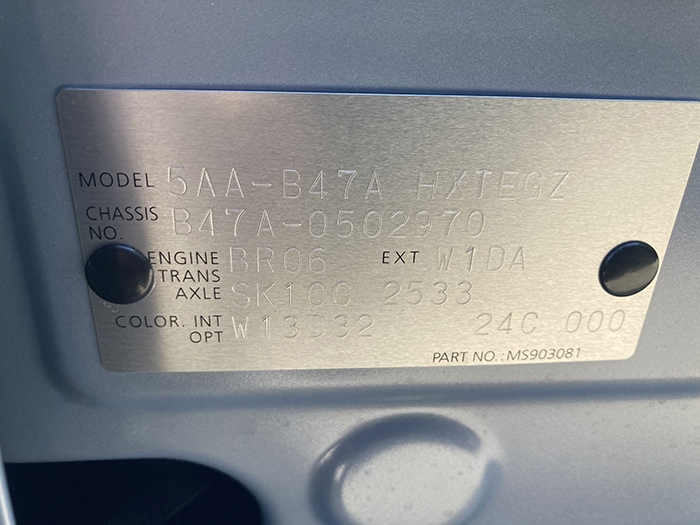 MODEL 5AA-B47A HXTEGZ
CHASSIS NO. B47A-0502970
ENGINE BR06 EXT W1DA
TRANS AXLE SK10C 2533
COLOR. INT OPT W13D32 24C 000
PART NO.:MS903081